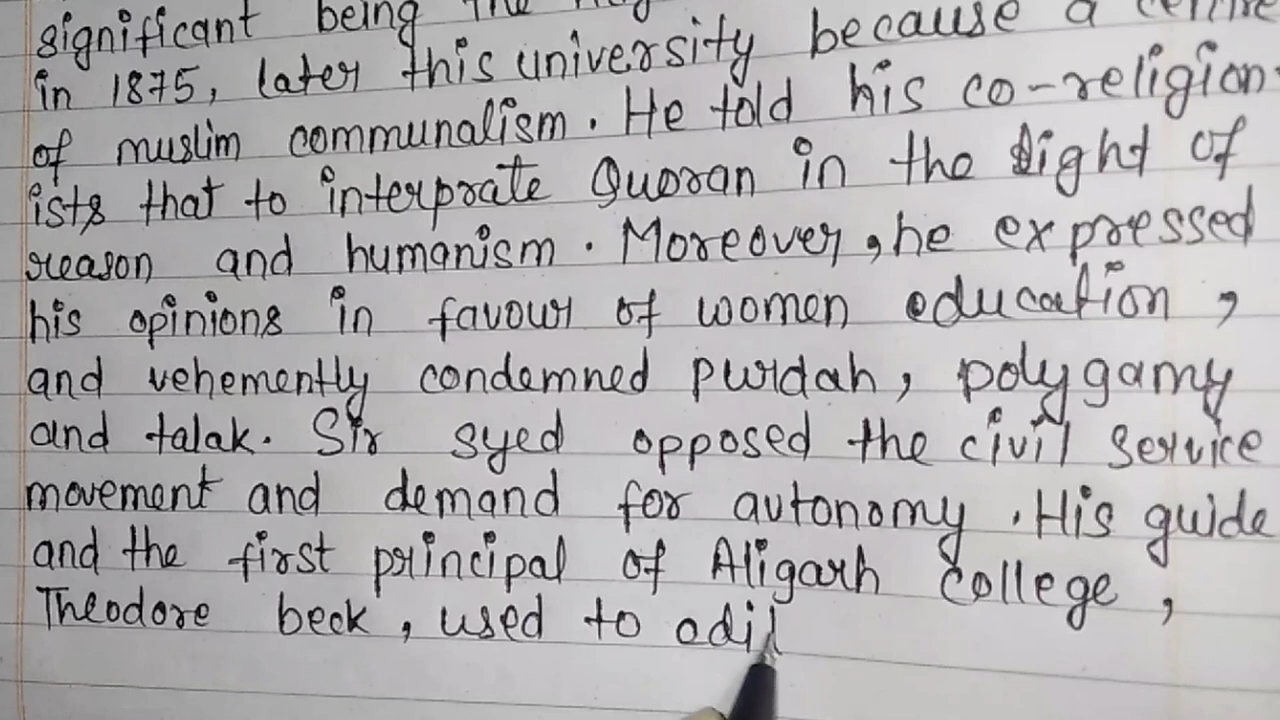 significant being the
in 1875, later this university because a centre
of muslim communalism. He told his co-religion-
ists that to interprate Quoran in the light of
reason and humanism. Moreover, he expressed
his opinions in favour of women education,
and vehemently condemned purdah, polygamy
and talak. Sir syed opposed the civil service
movement and demand for autonomy. His guide
and the first principal of Aligarh College,
Theodore beck, used to edi